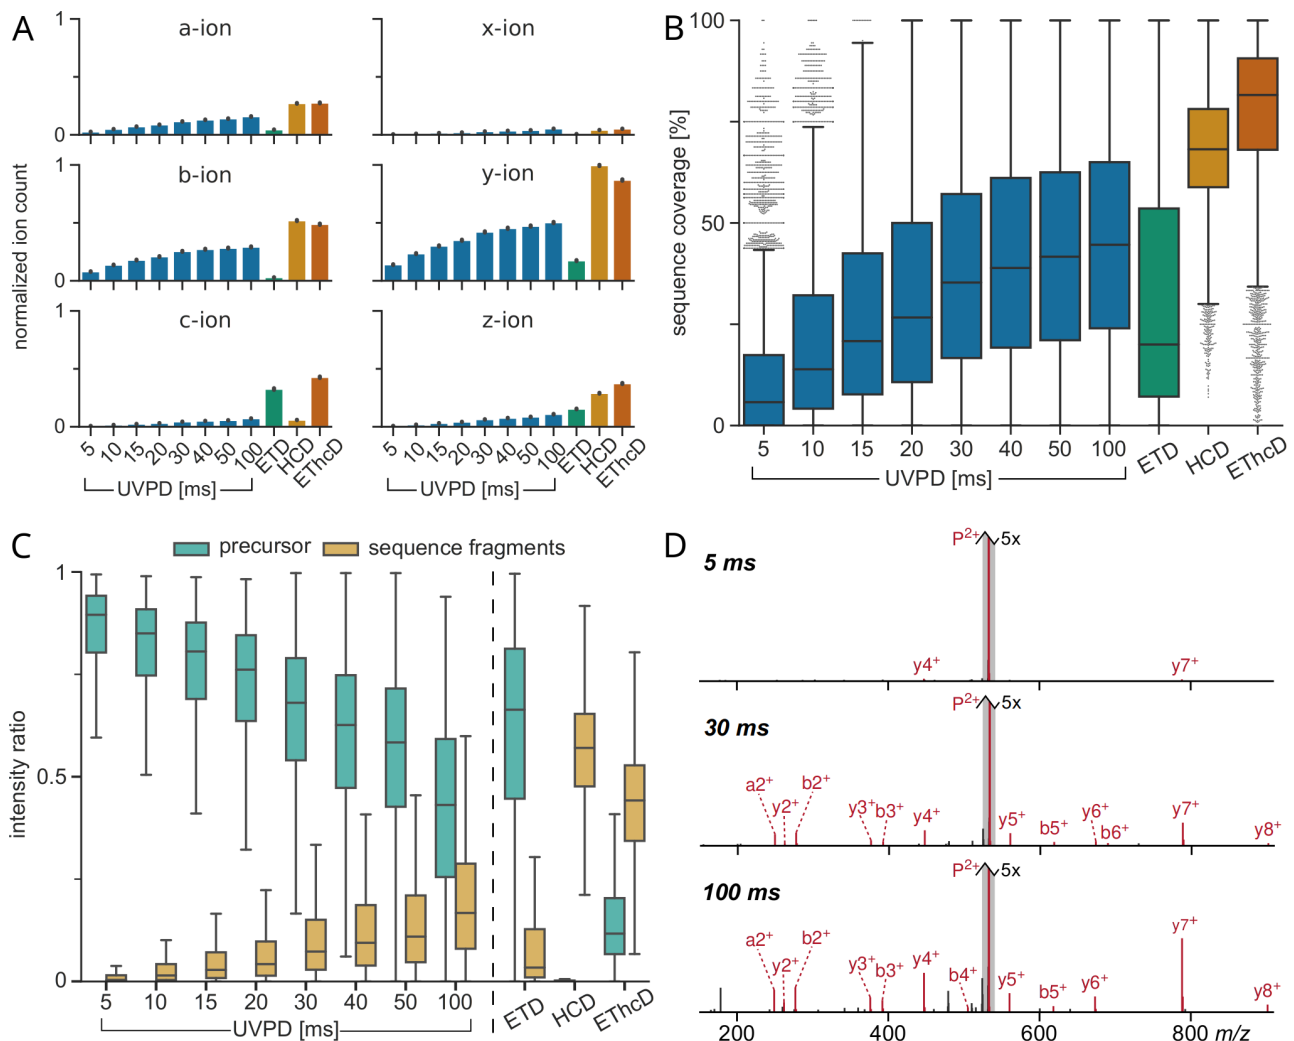 A
normalized ion count
a-ion
1
0
x-ion
b-ion
1
0
y-ion
c-ion
1
0
5 10 15 20 30 40 50 100 ETD HCD EThcD
UVPD [ms]
z-ion
5 10 15 20 30 40 50 100 ETD HCD EThcD
UVPD [ms]
B
sequence coverage [%]
100
50
0
5 10 15 20 30 40 50 100 ETD HCD EThcD
UVPD [ms]
C
precursor sequence fragments
intensity ratio
1
0.5
0
5 10 15 20 30 40 50 100 ETD HCD EThcD
UVPD [ms]
D
5 ms
P2+ 5x
y4+ y7+
30 ms
P2+ 5x
a2+ y2+ b2+ y3+ b3+ y4+ y5+ b5+ y6+ b6+ y7+ y8+
100 ms
P2+ 5x
a2+ y2+ b2+ y3+ b3+ y4+ b4+ y5+ b5+ y6+ y7+ y8+
200 400 600 800 m/z